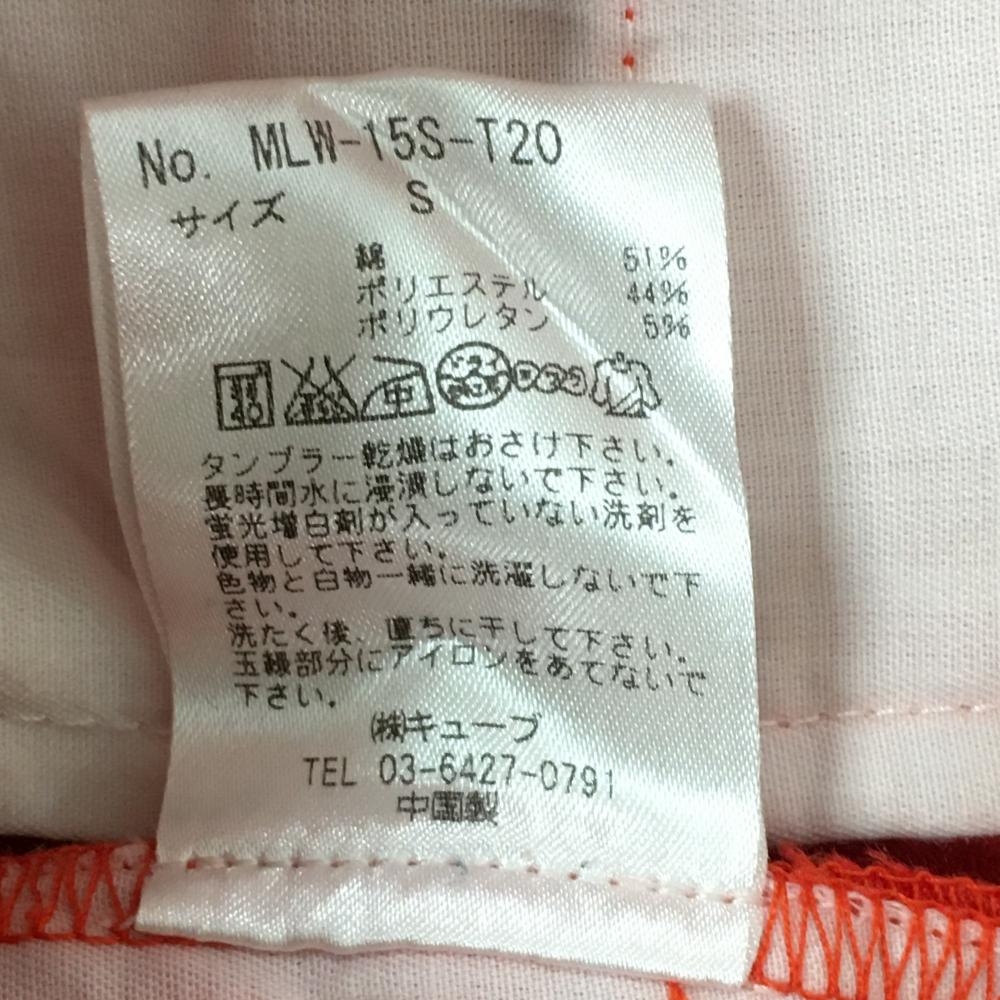 No. MLW-15S-T20
サイズ S
綿 51%
ポリエステル 44%
ポリウレタン 5%
中 ドライ
タンブラー乾燥はおさけ下さい。
長時間水に浸漬しないで下さい。
蛍光増白剤が入っていない洗剤を
使用して下さい。
色物と白物一緒に洗濯しないで下
さい。
洗たく後、直ちに干して下さい。
玉縁部分にアイロンをあてないで
下さい。
㈱キューブ
TEL 03-6427-0791
中国製